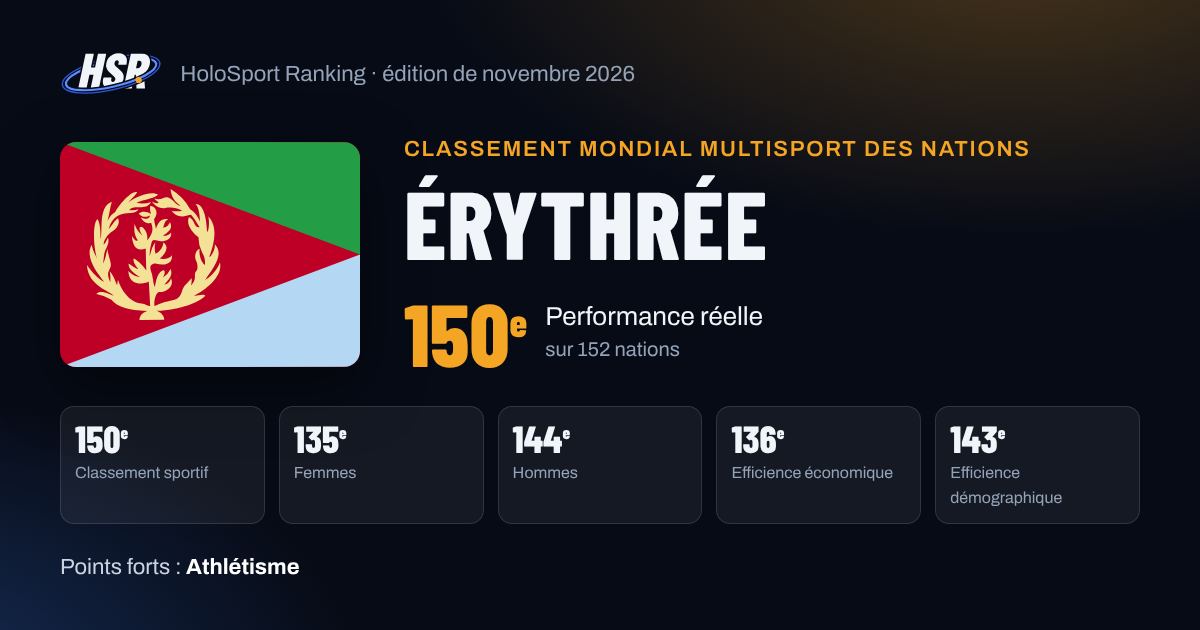 HSR
HoloSport Ranking · édition de novembre 2026
CLASSEMENT MONDIAL MULTISPORT DES NATIONS
ÉRYTHRÉE
150e
Performance réelle
sur 152 nations
150e
Classement sportif
135e
Femmes
144e
Hommes
136e
Efficience économique
143e
Efficience
démographique
Points forts : Athlétisme